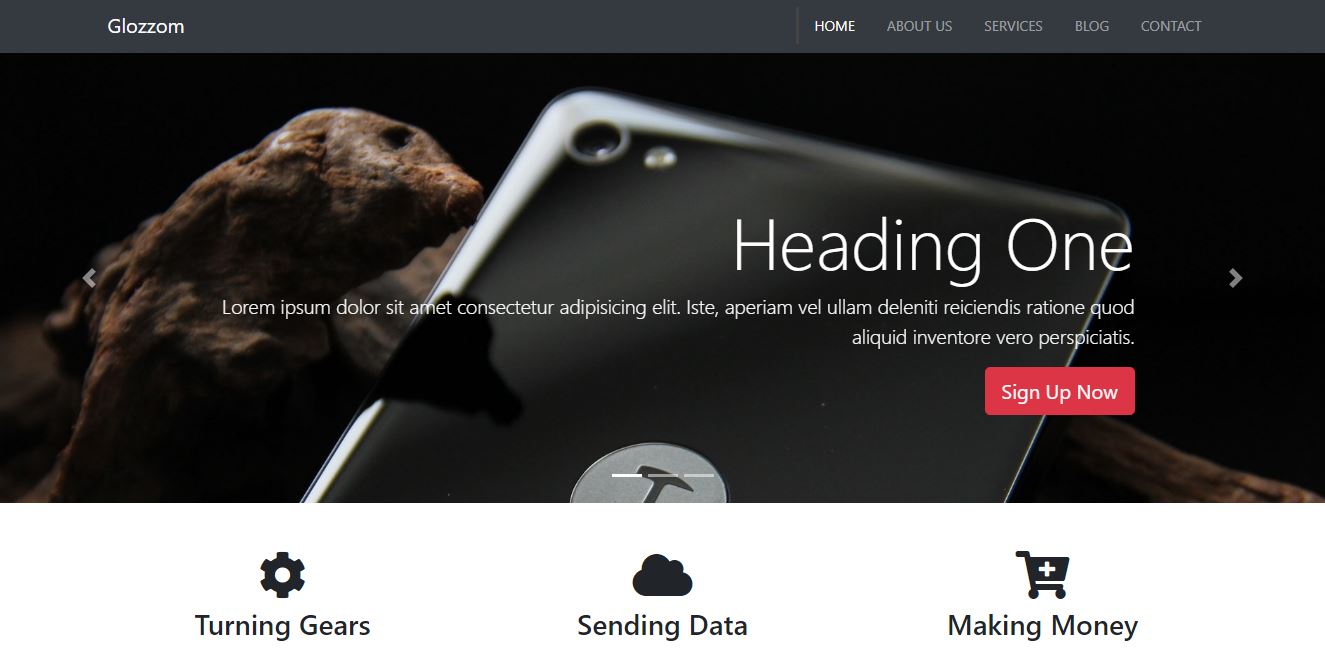 Glozzom
HOME ABOUT US SERVICES BLOG CONTACT
Heading One
Lorem ipsum dolor sit amet consectetur adipisicing elit. Iste, aperiam vel ullam deleniti reiciendis ratione quod
aliquid inventore vero perspiciatis.
Sign Up Now
Turning Gears
Sending Data
Making Money